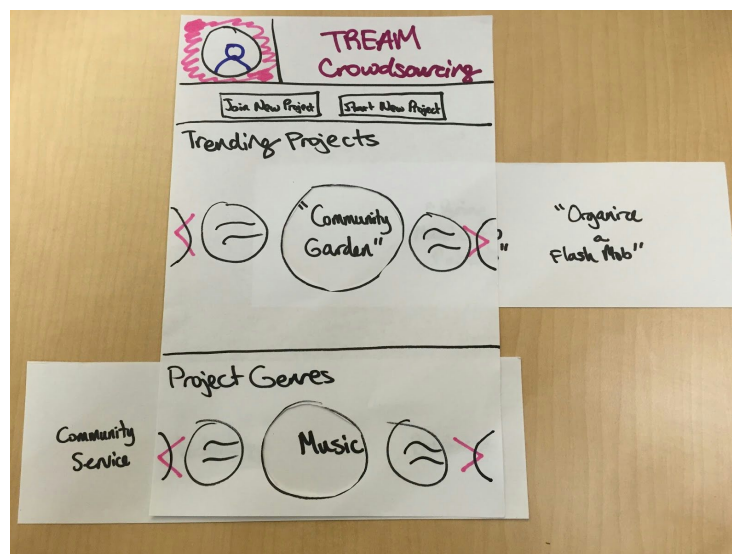 TREAM
Crowdsourcing
Join New Project
Start New Project
Trending Projects
"Community
Garden"
"
"Organize
a
Flash Mob"
Project Genres
Community
Service
Music